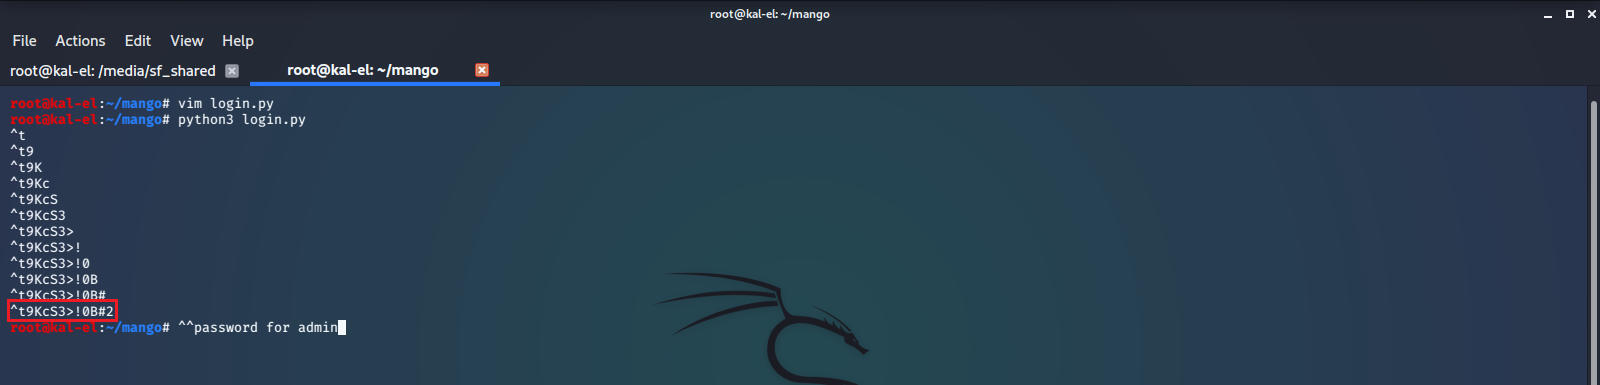 root@kal-el: ~/mango
File Actions Edit View Help
root@kal-el: /media/sf_shared root@kal-el: ~/mango
root@kal-el:~/mango# vim login.py
root@kal-el:~/mango# python3 login.py
^t
^t9
^t9K
^t9Kc
^t9KcS
^t9KcS3
^t9KcS3>
^t9KcS3>!
^t9KcS3>!0
^t9KcS3>!0B
^t9KcS3>!0B#
^t9KcS3>!0B#2
root@kal-el:~/mango# ^^password for admin